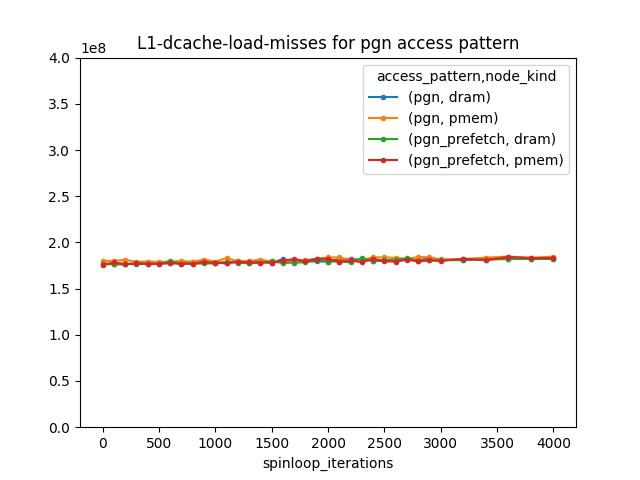 L1-dcache-load-misses for pgn access pattern
1e8
access_pattern,node_kind
(pgn, dram)
(pgn, pmem)
(pgn_prefetch, dram)
(pgn_prefetch, pmem)
4.0
3.5
3.0
2.5
2.0
1.5
1.0
0.5
0.0
0 500 1000 1500 2000 2500 3000 3500 4000
spinloop_iterations